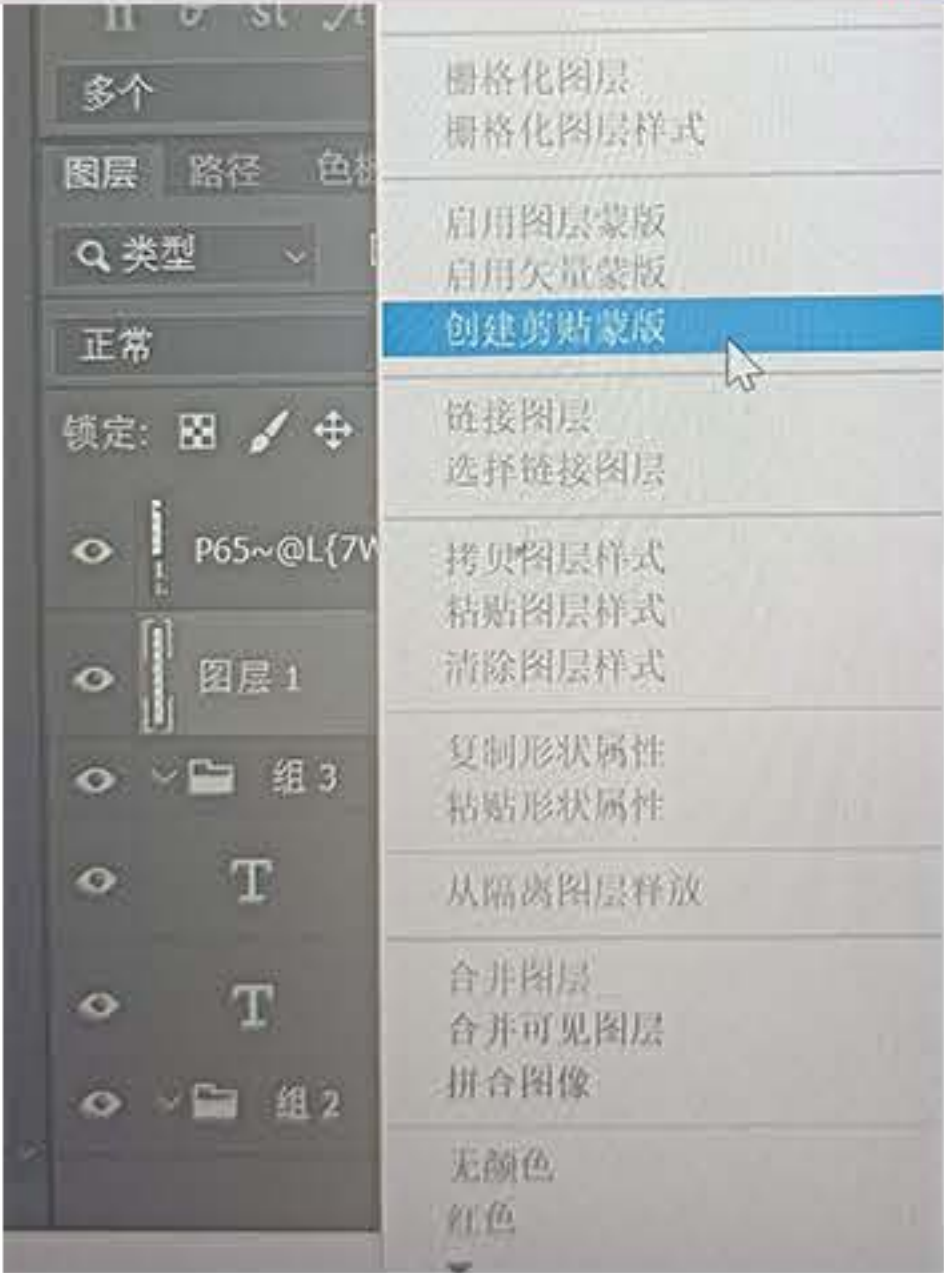 多个
图层 路径 色
类型
正常
锁定:
P65~@L{7W
图层 1
组 3
T
T
组 2
栅格化图层
栅格化图层样式
启用图层蒙版
启用矢量蒙版
创建剪贴蒙版
链接图层
选择链接图层
拷贝图层样式
粘贴图层样式
清除图层样式
复制形状属性
粘贴形状属性
从隔离图层释放
合并图层
合并可见图层
拼合图像
无颜色
红色